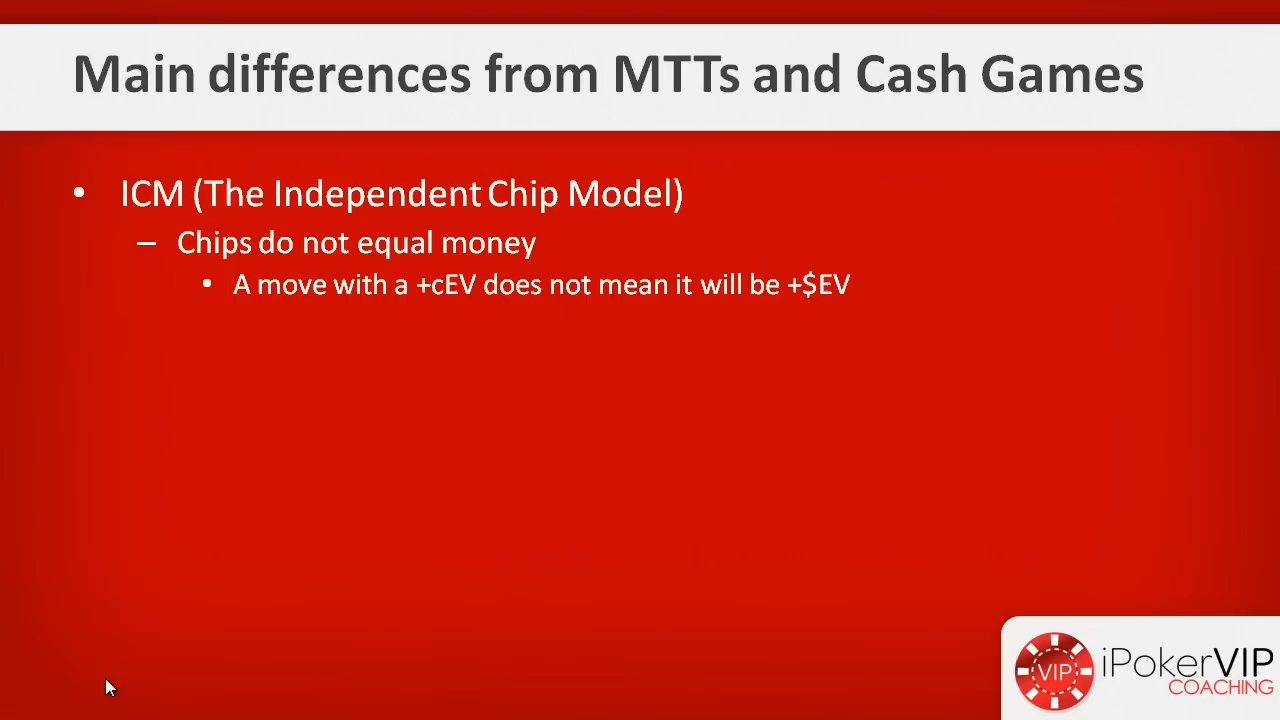 Main differences from MTTs and Cash Games
• ICM (The Independent Chip Model)
– Chips do not equal money
• A move with a +cEV does not mean it will be +$EV
VIP
iPokerVIP
COACHING